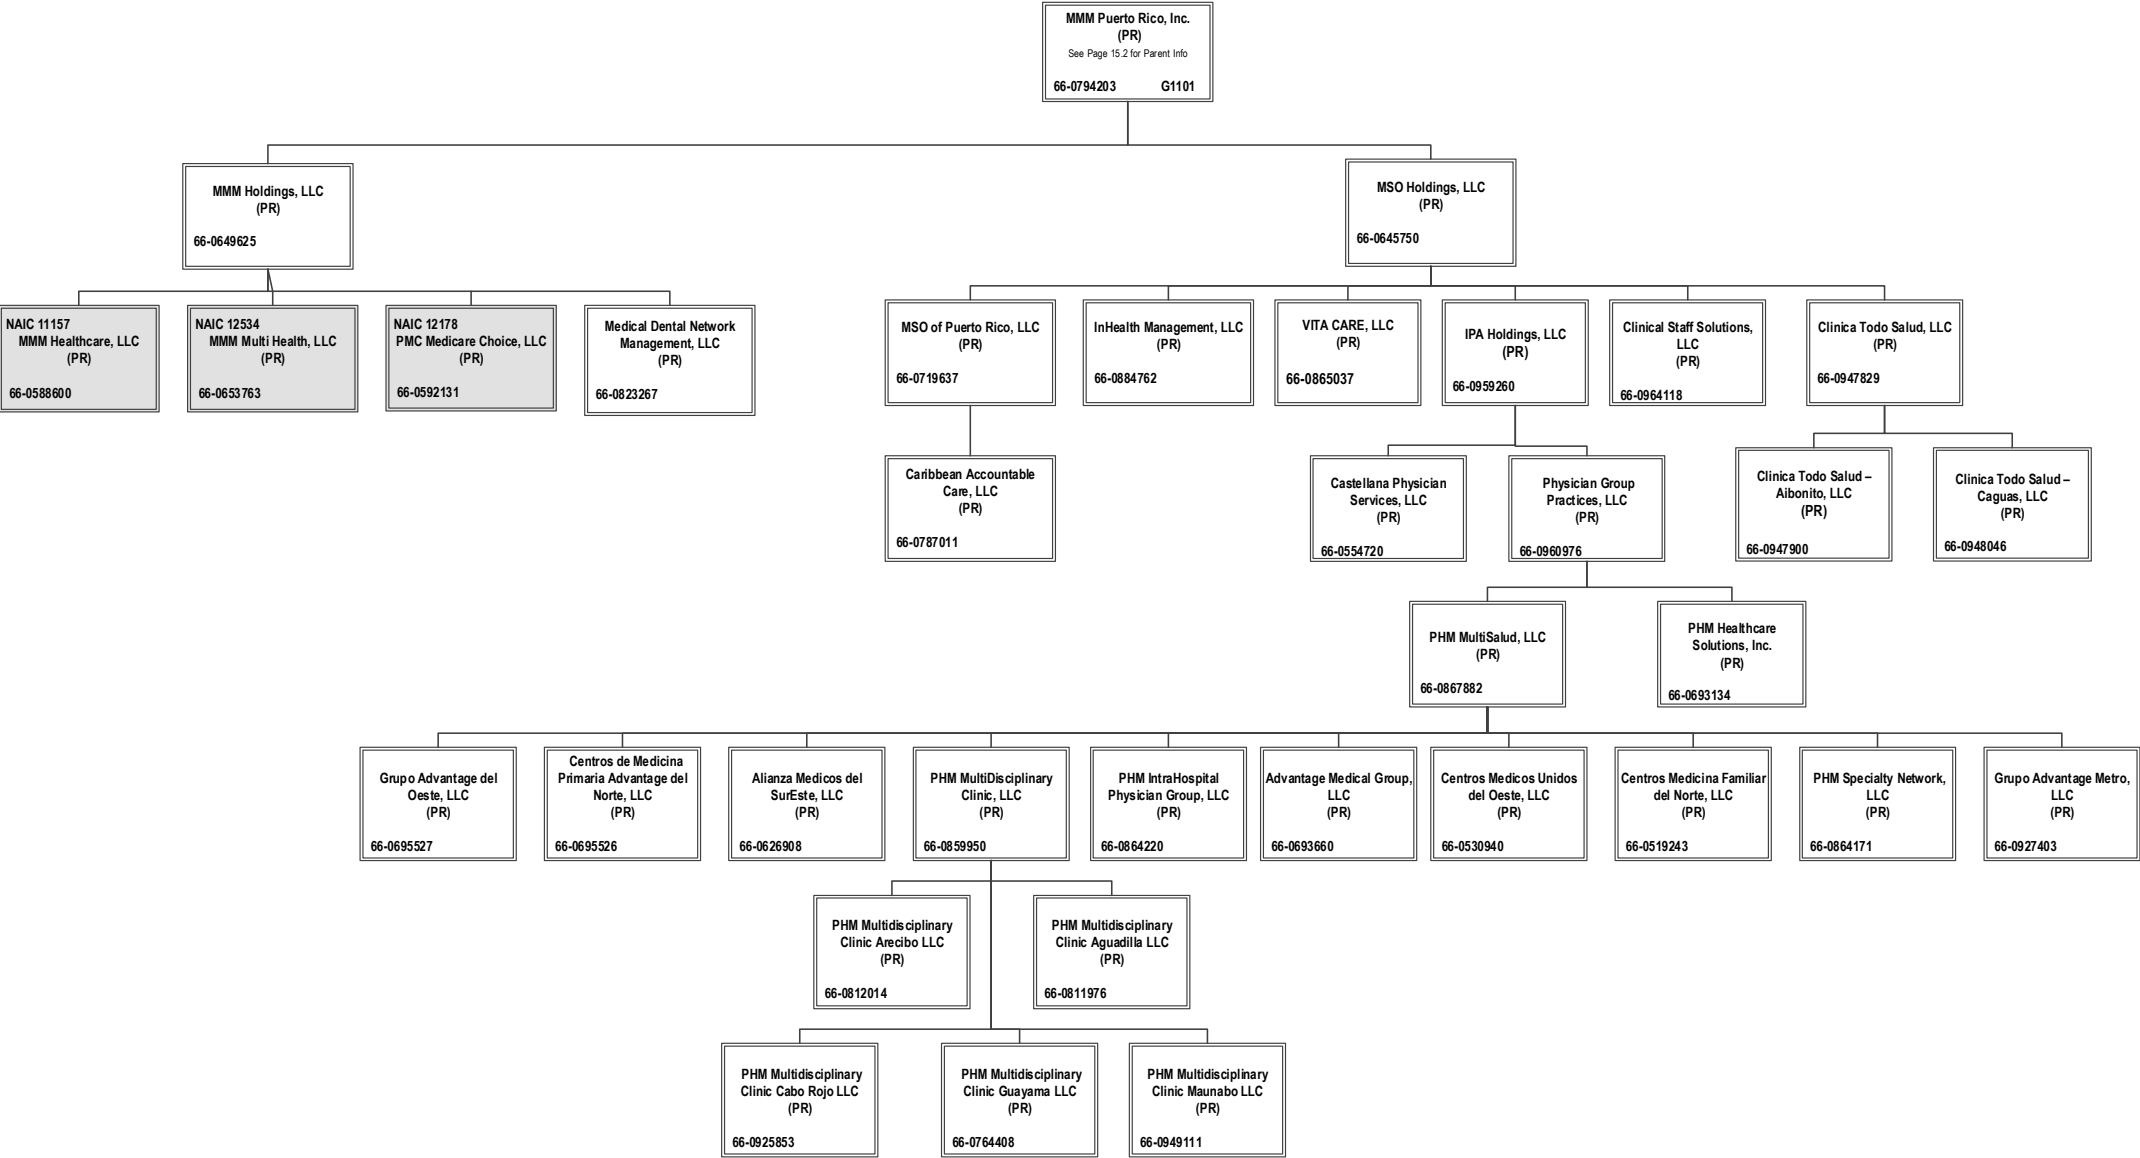 MMM Puerto Rico, Inc.
(PR)
See Page 15.2 for Parent Info
66-0794203 G1101
MMM Holdings, LLC
(PR)
66-0649625
MSO Holdings, LLC
(PR)
66-0645750
NAIC 11157
MMM Healthcare, LLC
(PR)
66-0588600
NAIC 12534
MMM Multi Health, LLC
(PR)
66-0653763
NAIC 12178
PMC Medicare Choice, LLC
(PR)
66-0592131
Medical Dental Network
Management, LLC
(PR)
66-0823267
MSO of Puerto Rico, LLC
(PR)
66-0719637
InHealth Management, LLC
(PR)
66-0884762
VITA CARE, LLC
(PR)
66-0865037
IPA Holdings, LLC
(PR)
66-0959260
Clinical Staff Solutions,
LLC
(PR)
66-0964118
Clinica Todo Salud, LLC
(PR)
66-0947829
Caribbean Accountable
Care, LLC
(PR)
66-0787011
Castellana Physician
Services, LLC
(PR)
66-0554720
Physician Group
Practices, LLC
(PR)
66-0960976
Clinica Todo Salud –
Aibonito, LLC
(PR)
66-0947900
Clinica Todo Salud –
Caguas, LLC
(PR)
66-0948046
PHM MultiSalud, LLC
(PR)
66-0867882
PHM Healthcare
Solutions, Inc.
(PR)
66-0693134
Grupo Advantage del
Oeste, LLC
(PR)
66-0695527
Centros de Medicina
Primaria Advantage del
Norte, LLC
(PR)
66-0695526
Alianza Medicos del
SurEste, LLC
(PR)
66-0626908
PHM MultiDisciplinary
Clinic, LLC
(PR)
66-0859950
PHM IntraHospital
Physician Group, LLC
(PR)
66-0864220
Advantage Medical Group,
LLC
(PR)
66-0693660
Centros Medicos Unidos
del Oeste, LLC
(PR)
66-0530940
Centros Medicina Familiar
del Norte, LLC
(PR)
66-0519243
PHM Specialty Network,
LLC
(PR)
66-0864171
Grupo Advantage Metro,
LLC
(PR)
66-0927403
PHM Multidisciplinary
Clinic Arecibo LLC
(PR)
66-0812014
PHM Multidisciplinary
Clinic Aguadilla LLC
(PR)
66-0811976
PHM Multidisciplinary
Clinic Cabo Rojo LLC
(PR)
66-0925853
PHM Multidisciplinary
Clinic Guayama LLC
(PR)
66-0764408
PHM Multidisciplinary
Clinic Maunabo LLC
(PR)
66-0949111